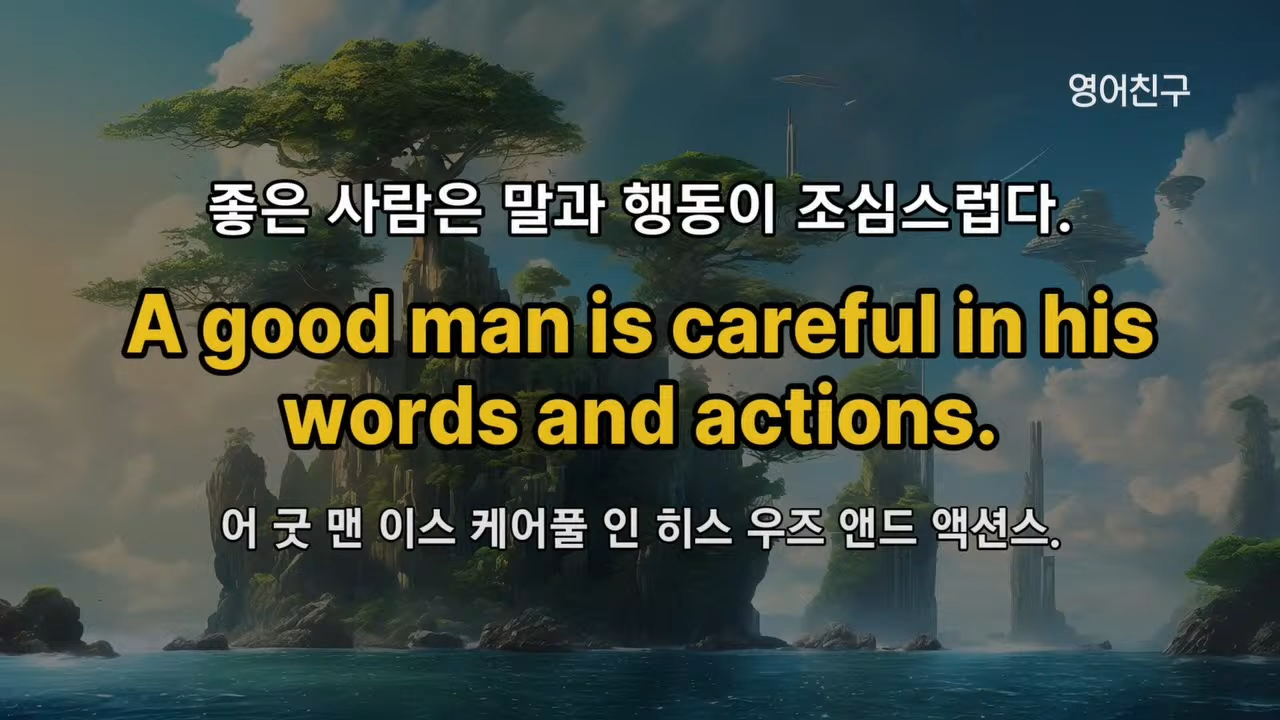 영어친구
좋은 사람은 말과 행동이 조심스럽다.
A good man is careful in his
words and actions.
어 굿 맨 이스 케어풀 인 히스 우즈 앤드 액션스.